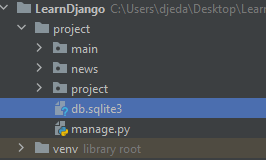 LearnDjango C:\Users\djeda\Desktop\Learn
project
main
news
project
db.sqlite3
manage.py
venv library root